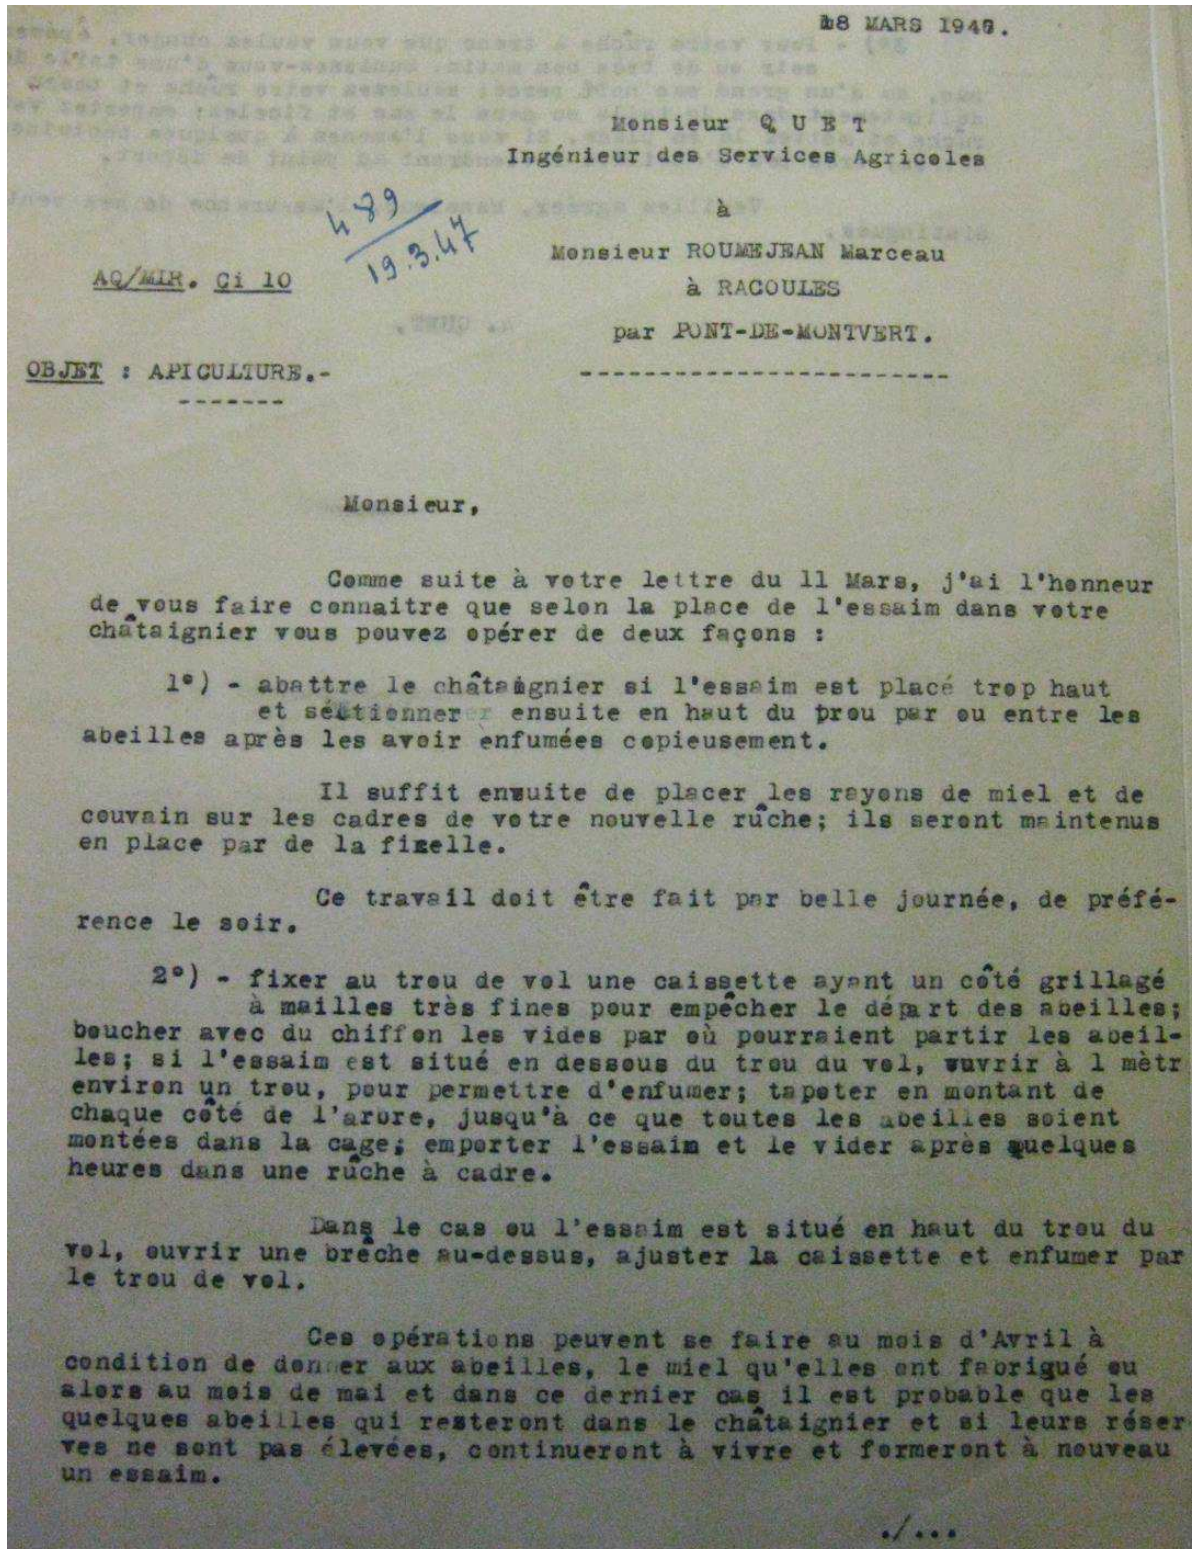 18 MARS 1949.
Monsieur Q U E T
Ingénieur des Services Agricoles
à
489
19.3.47
Monsieur ROUMEJEAN Marceau
AQ/MIR. Ci 10
à RACOULES
par PONT-DE-MONTVERT.
OBJET : APICULTURE.-
Monsieur,
Comme suite à votre lettre du 11 Mars, j'ai l'honneur
de vous faire connaitre que selon la place de l'essaim dans votre
châtaignier vous pouvez opérer de deux façons :
1°) - abattre le châtaignier si l'essaim est placé trop haut
et séctionner ensuite en haut du trou par ou entre les
abeilles après les avoir enfumées copieusement.
Il suffit ensuite de placer les rayons de miel et de
couvain sur les cadres de votre nouvelle rûche; ils seront maintenus
en place par de la fixelle.
Ce travail doit être fait par belle journée, de préfé-
rence le soir.
2°) - fixer au trou de vol une caissette ayant un côté grillagé
à mailles très fines pour empêcher le départ des abeilles;
boucher avec du chiffon les vides par où pourraient partir les abeil-
les; si l'essaim est situé en dessous du trou du vol, ouvrir à 1 mètr
environ un trou, pour permettre d'enfumer; tapoter en montant de
chaque côté de l'arbre, jusqu'à ce que toutes les abeilles soient
montées dans la cage; emporter l'essaim et le vider après quelques
heures dans une rûche à cadre.
Dans le cas ou l'essaim est situé en haut du trou du
vol, ouvrir une brêche au-dessus, ajuster la caissette et enfumer par
le trou de vol.
Ces opérations peuvent se faire au mois d'Avril à
condition de donner aux abeilles, le miel qu'elles ont fabrigué ou
alors au mois de mai et dans ce dernier cas il est probable que les
quelques abeilles qui resteront dans le châtaignier et si leurs réser
ves ne sont pas élevées, continueront à vivre et formeront à nouveau
un essaim.
./...